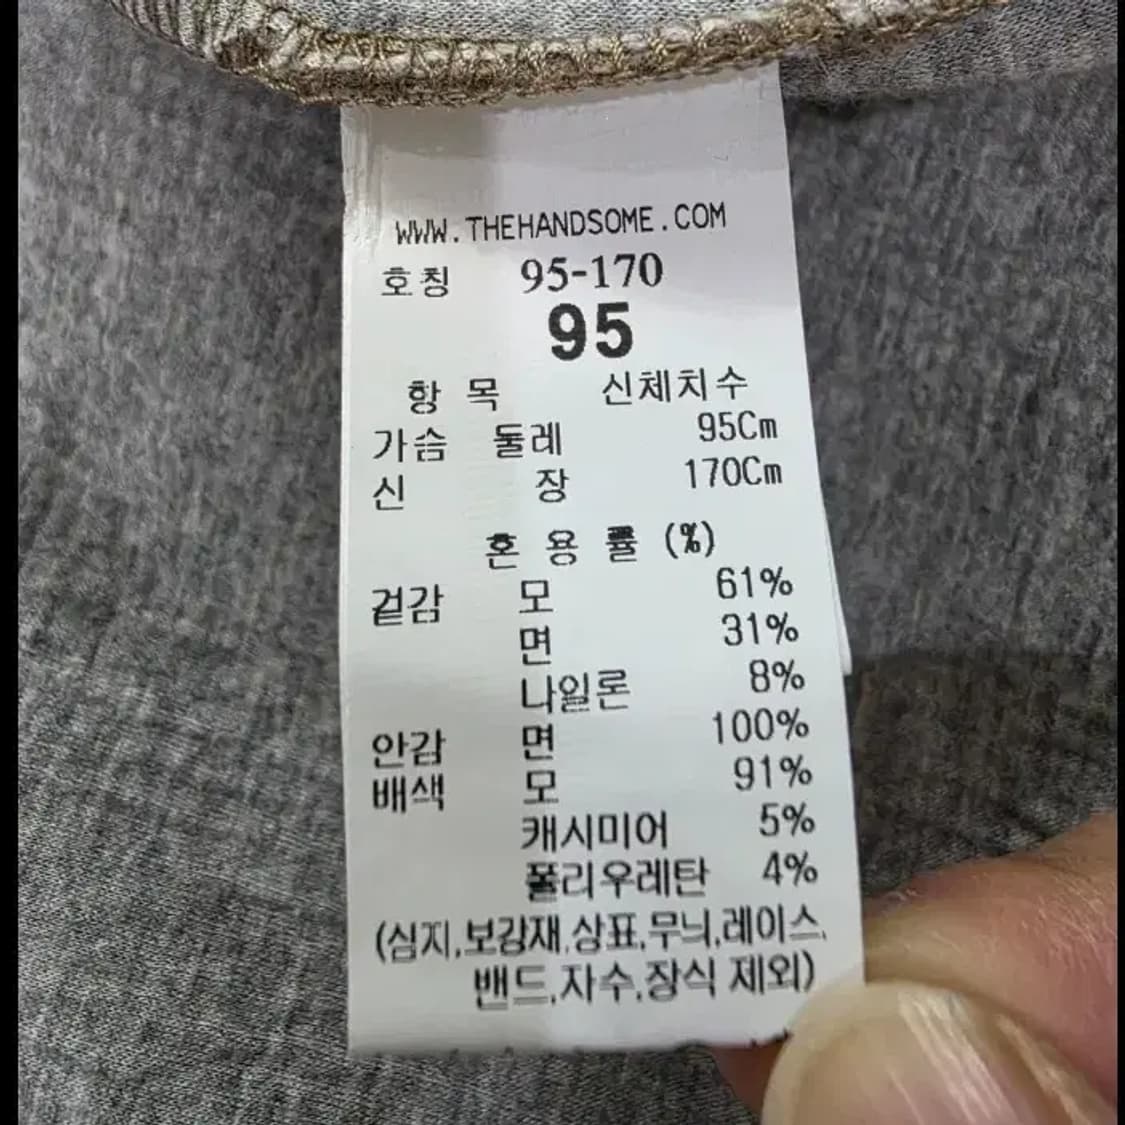 WWW.THEHANDSOME.COM
호칭 95-170
95
항 목 신체치수
가슴 둘레 95Cm
신 장 170Cm
혼 용 률 (%)
겉감 모 61%
면 31%
나일론 8%
안감 면 100%
배색 모 91%
캐시미어 5%
폴리우레탄 4%
(심지,보강재,상표,무늬,레이스,
밴드,자수,장식 제외)